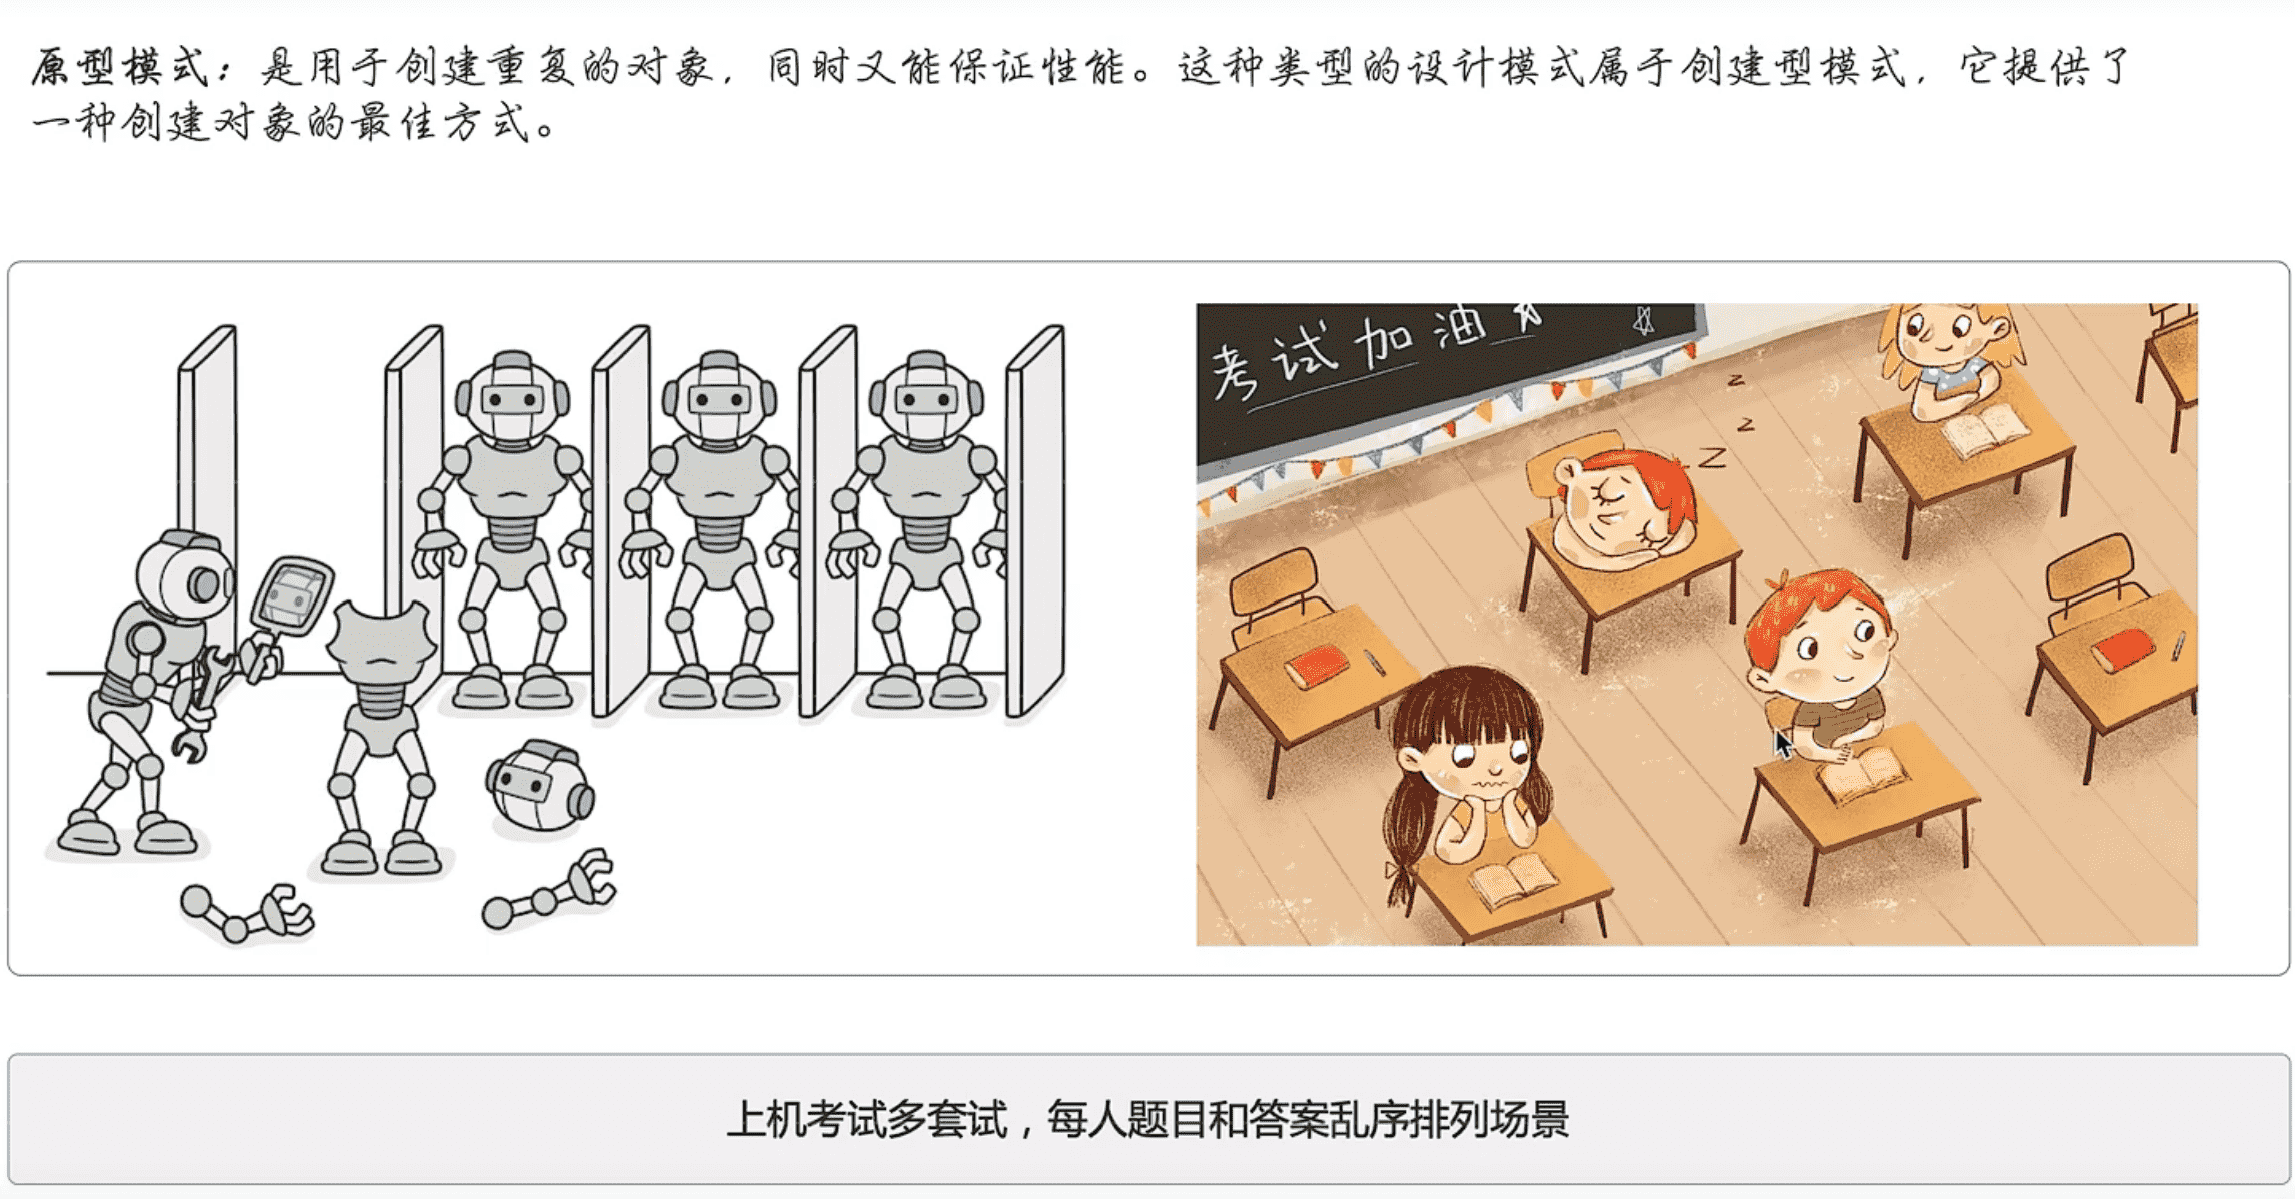 原型模式：是用于创建重复的对象，同时又能保证性能。这种类型的设计模式属于创建型模式，它提供了
一种创建对象的最佳方式。
考试加油
z
z
Z
上机考试多套试，每人题目和答案乱序排列场景